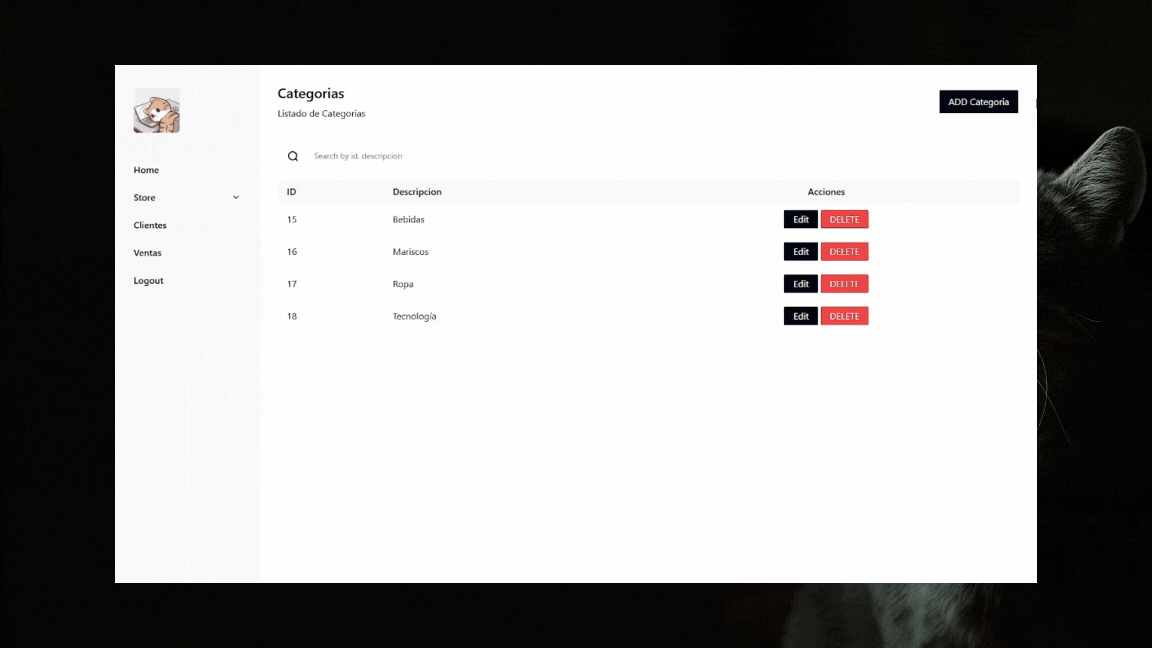 Categorias
Listado de Categorias
ADD Categoria
Home
Store
Clientes
Ventas
Logout
Search by id, descripcion
ID Descripcion Acciones
15 Bebidas Edit DELETE
16 Mariscos Edit DELETE
17 Ropa Edit DELETE
18 Tecnología Edit DELETE